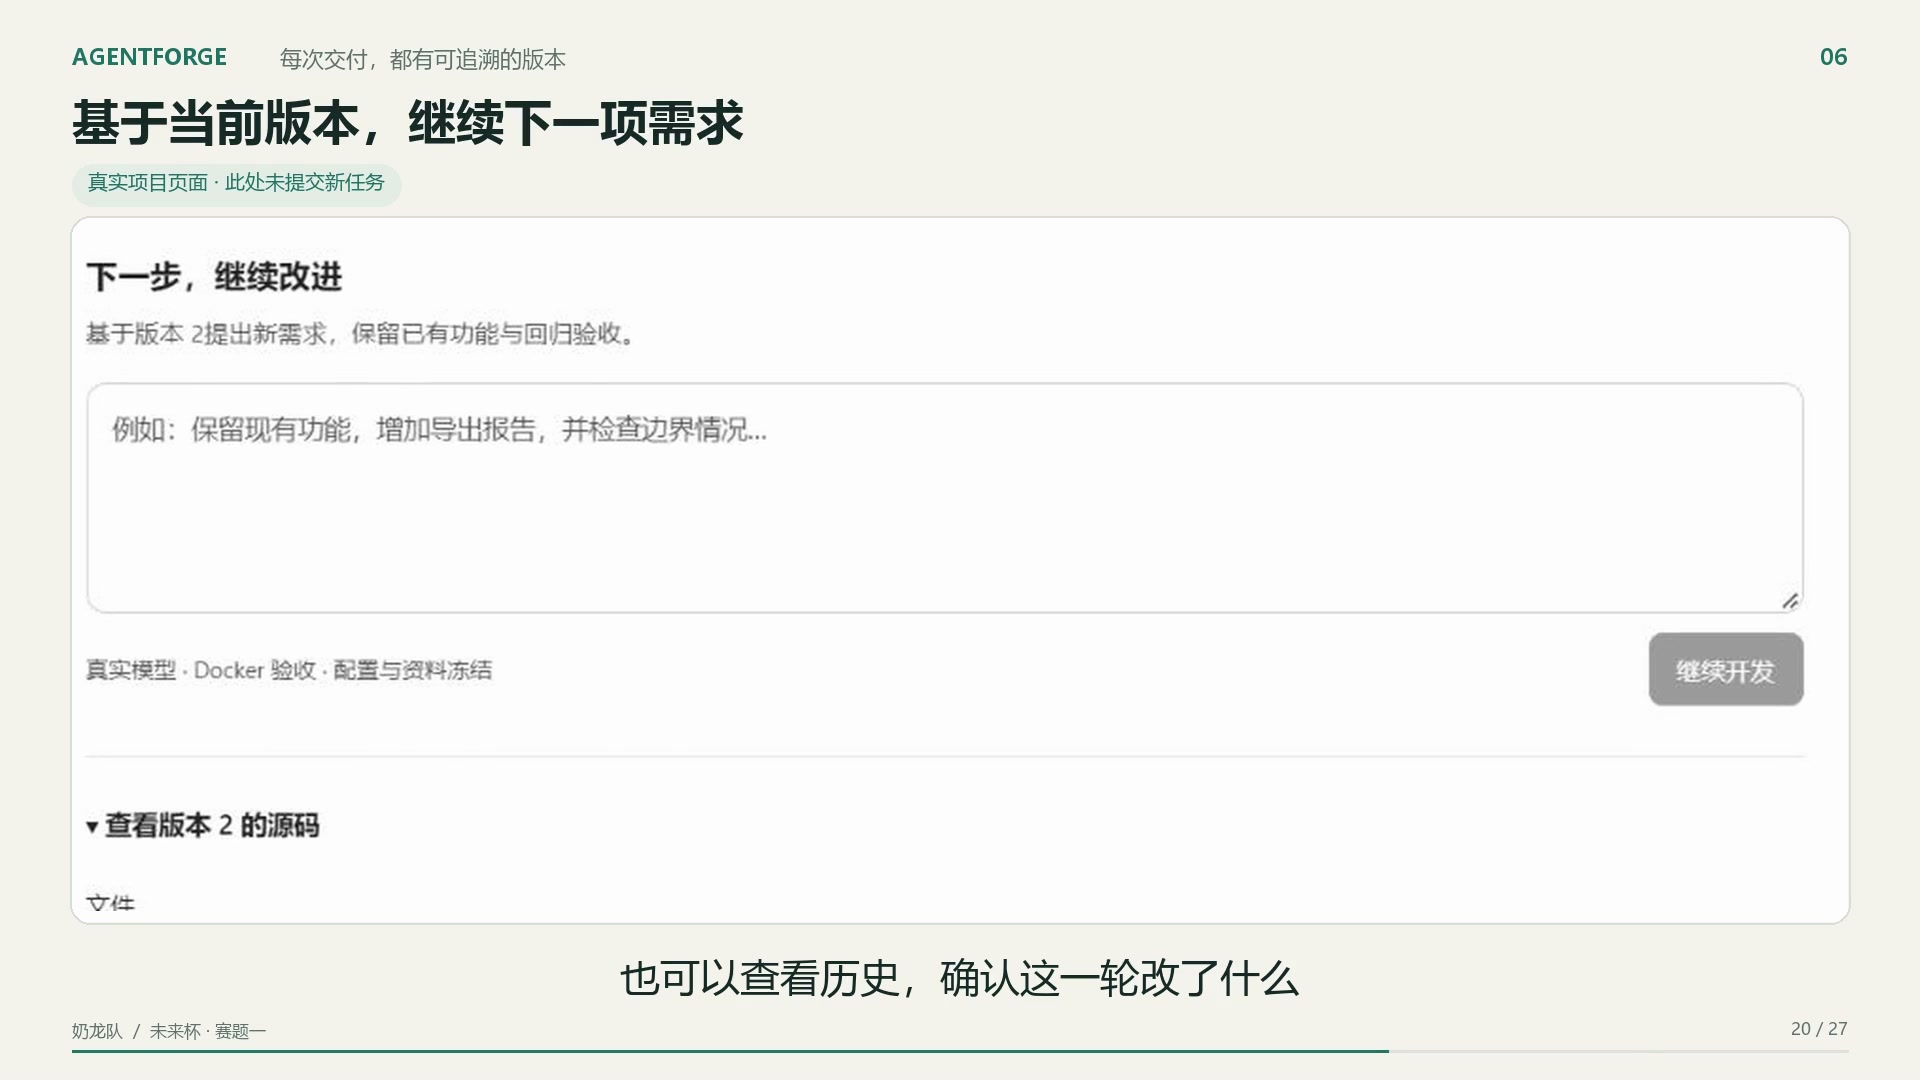 AGENTFORGE 每次交付，都有可追溯的版本 06
基于当前版本，继续下一项需求
真实项目页面 · 此处未提交新任务
下一步，继续改进
基于版本 2提出新需求，保留已有功能与回归验收。
例如：保留现有功能，增加导出报告，并检查边界情况...
真实模型 · Docker 验收 · 配置与资料冻结
继续开发
▾ 查看版本 2 的源码
文件
也可以查看历史，确认这一轮改了什么
奶龙队 / 未来杯 · 赛题一 20 / 27